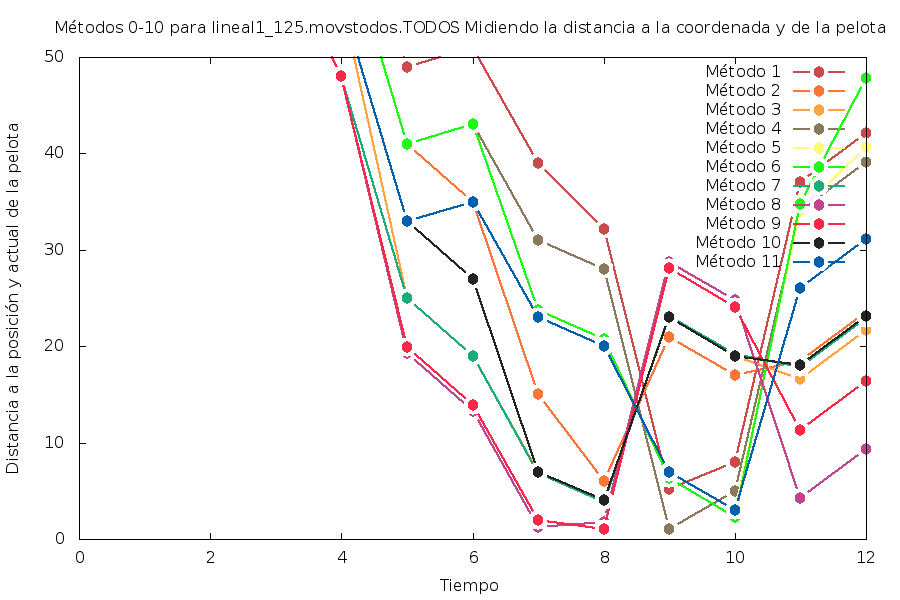 Métodos 0-10 para lineal1_125.movstodos.TODOS Midiendo la distancia a la coordenada y de la pelota
Distancia a la posición y actual de la pelota
50
40
30
20
10
0
0 2 4 6 8 10 12
Tiempo
Método 1
Método 2
Método 3
Método 4
Método 5
Método 6
Método 7
Método 8
Método 9
Método 10
Método 11